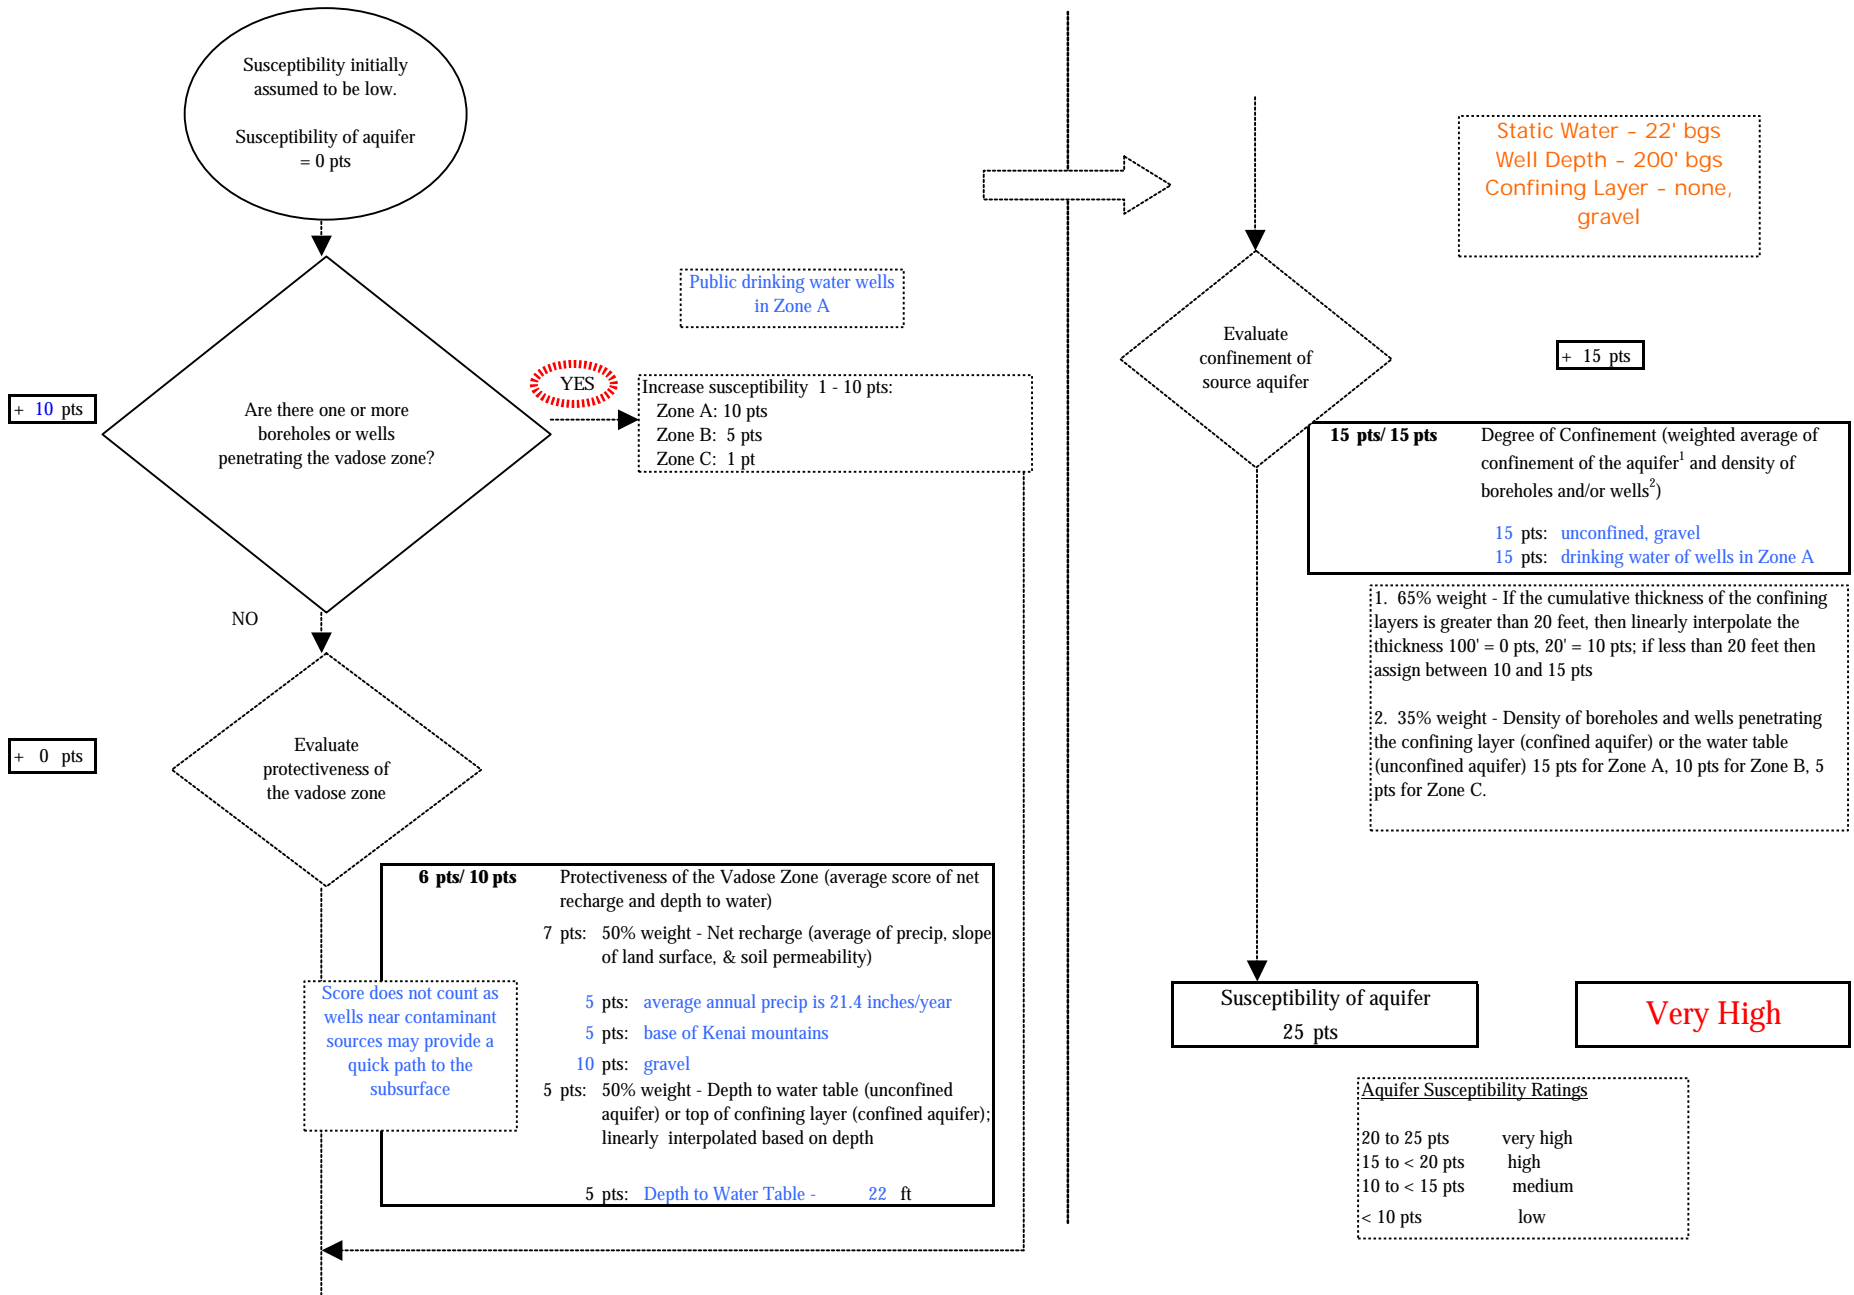 Susceptibility initially
assumed to be low.
Susceptibility of aquifer
= 0 pts
Public drinking water wells
in Zone A
+ 10 pts
Are there one or more
boreholes or wells
penetrating the vadose zone?
YES
Increase susceptibility 1 - 10 pts:
Zone A: 10 pts
Zone B: 5 pts
Zone C: 1 pt
NO
+ 0 pts
Evaluate
protectiveness of
the vadose zone
6 pts/ 10 pts Protectiveness of the Vadose Zone (average score of net
recharge and depth to water)
7 pts: 50% weight - Net recharge (average of precip, slope
of land surface, & soil permeability)
5 pts: average annual precip is 21.4 inches/year
5 pts: base of Kenai mountains
10 pts: gravel
5 pts: 50% weight - Depth to water table (unconfined
aquifer) or top of confining layer (confined aquifer);
linearly interpolated based on depth
5 pts: Depth to Water Table - 22 ft
Score does not count as
wells near contaminant
sources may provide a
quick path to the
subsurface
Static Water - 22' bgs
Well Depth - 200' bgs
Confining Layer - none,
gravel
Evaluate
confinement of
source aquifer
+ 15 pts
15 pts/ 15 pts Degree of Confinement (weighted average of
confinement of the aquifer1 and density of
boreholes and/or wells2)
15 pts: unconfined, gravel
15 pts: drinking water of wells in Zone A
1. 65% weight - If the cumulative thickness of the confining
layers is greater than 20 feet, then linearly interpolate the
thickness 100' = 0 pts, 20' = 10 pts; if less than 20 feet then
assign between 10 and 15 pts
2. 35% weight - Density of boreholes and wells penetrating
the confining layer (confined aquifer) or the water table
(unconfined aquifer) 15 pts for Zone A, 10 pts for Zone B, 5
pts for Zone C.
Susceptibility of aquifer
25 pts
Very High
Aquifer Susceptibility Ratings
20 to 25 pts very high
15 to < 20 pts high
10 to < 15 pts medium
< 10 pts low